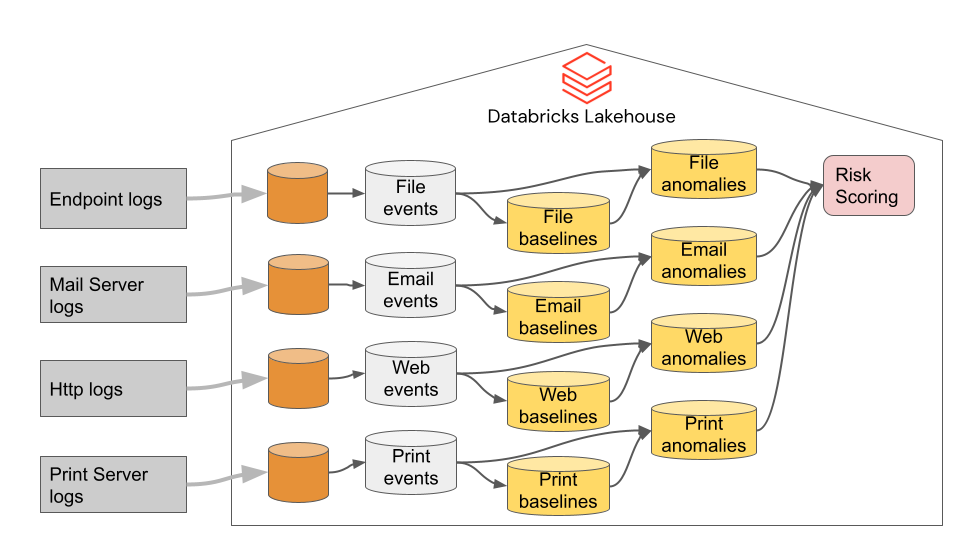 Databricks Lakehouse
Endpoint logs
File
events
File
baselines
File
anomalies
Risk
Scoring
Mail Server
logs
Email
events
Email
baselines
Email
anomalies
Http logs
Web
events
Web
baselines
Web
anomalies
Print Server
logs
Print
events
Print
baselines
Print
anomalies